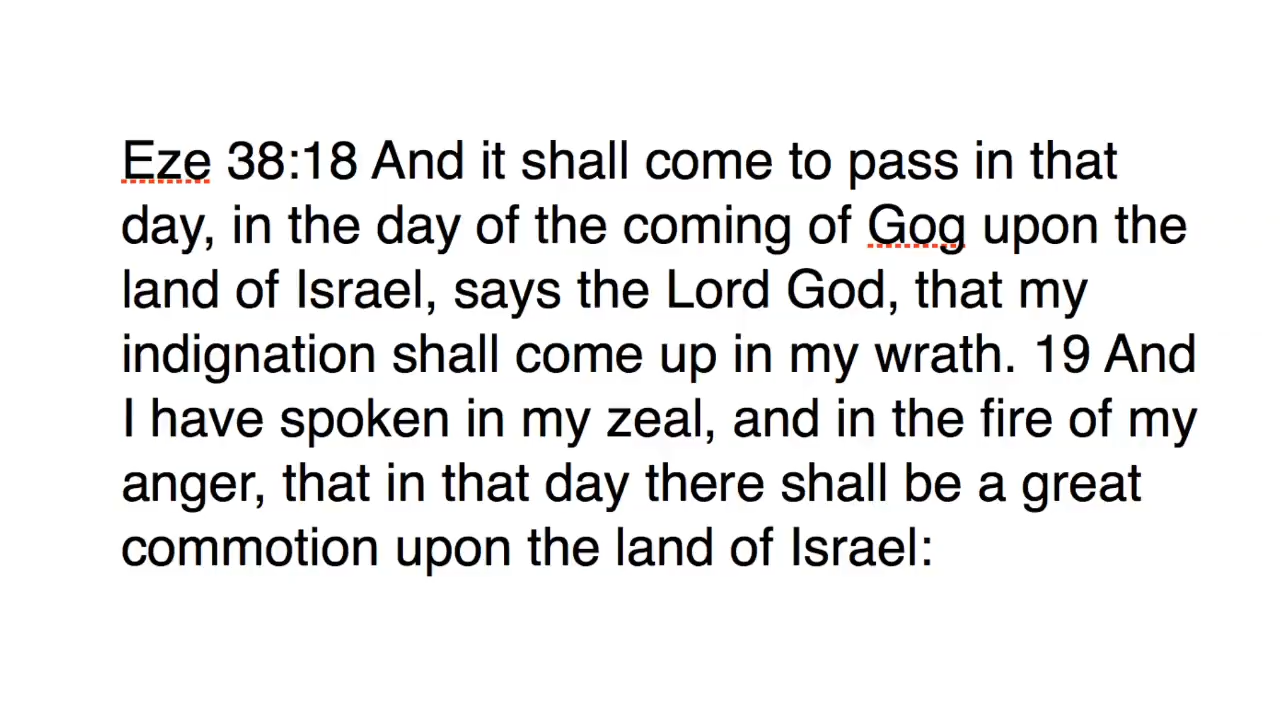 Eze 38:18 And it shall come to pass in that
day, in the day of the coming of Gog upon the
land of Israel, says the Lord God, that my
indignation shall come up in my wrath. 19 And
I have spoken in my zeal, and in the fire of my
anger, that in that day there shall be a great
commotion upon the land of Israel: